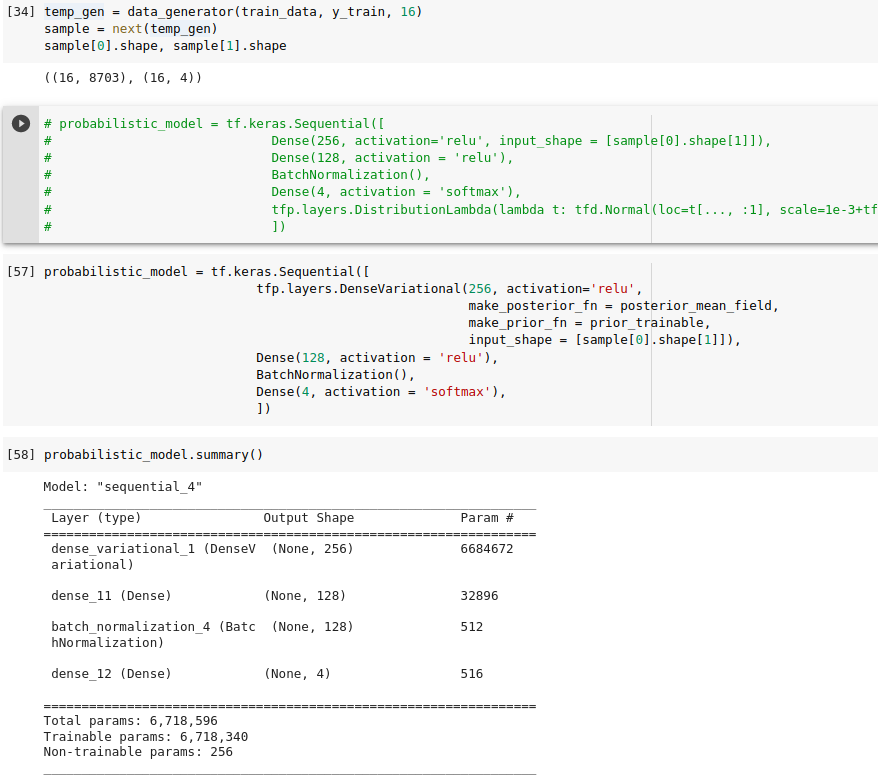 [34] temp_gen = data_generator(train_data, y_train, 16)
sample = next(temp_gen)
sample[0].shape, sample[1].shape
((16, 8703), (16, 4))
# probabilistic_model = tf.keras.Sequential([
# Dense(256, activation='relu', input_shape = [sample[0].shape[1]]),
# Dense(128, activation = 'relu'),
# BatchNormalization(),
# Dense(4, activation = 'softmax'),
# tfp.layers.DistributionLambda(lambda t: tfd.Normal(loc=t[..., :1], scale=1e-3+tf
# ])
[57] probabilistic_model = tf.keras.Sequential([
tfp.layers.DenseVariational(256, activation='relu',
make_posterior_fn = posterior_mean_field,
make_prior_fn = prior_trainable,
input_shape = [sample[0].shape[1]]),
Dense(128, activation = 'relu'),
BatchNormalization(),
Dense(4, activation = 'softmax'),
])
[58] probabilistic_model.summary()
Model: "sequential_4"
_________________________________________________________________
Layer (type) Output Shape Param #
=================================================================
dense_variational_1 (DenseV (None, 256) 6684672
ariational)
dense_11 (Dense) (None, 128) 32896
batch_normalization_4 (Batc (None, 128) 512
hNormalization)
dense_12 (Dense) (None, 4) 516
=================================================================
Total params: 6,718,596
Trainable params: 6,718,340
Non-trainable params: 256
_________________________________________________________________